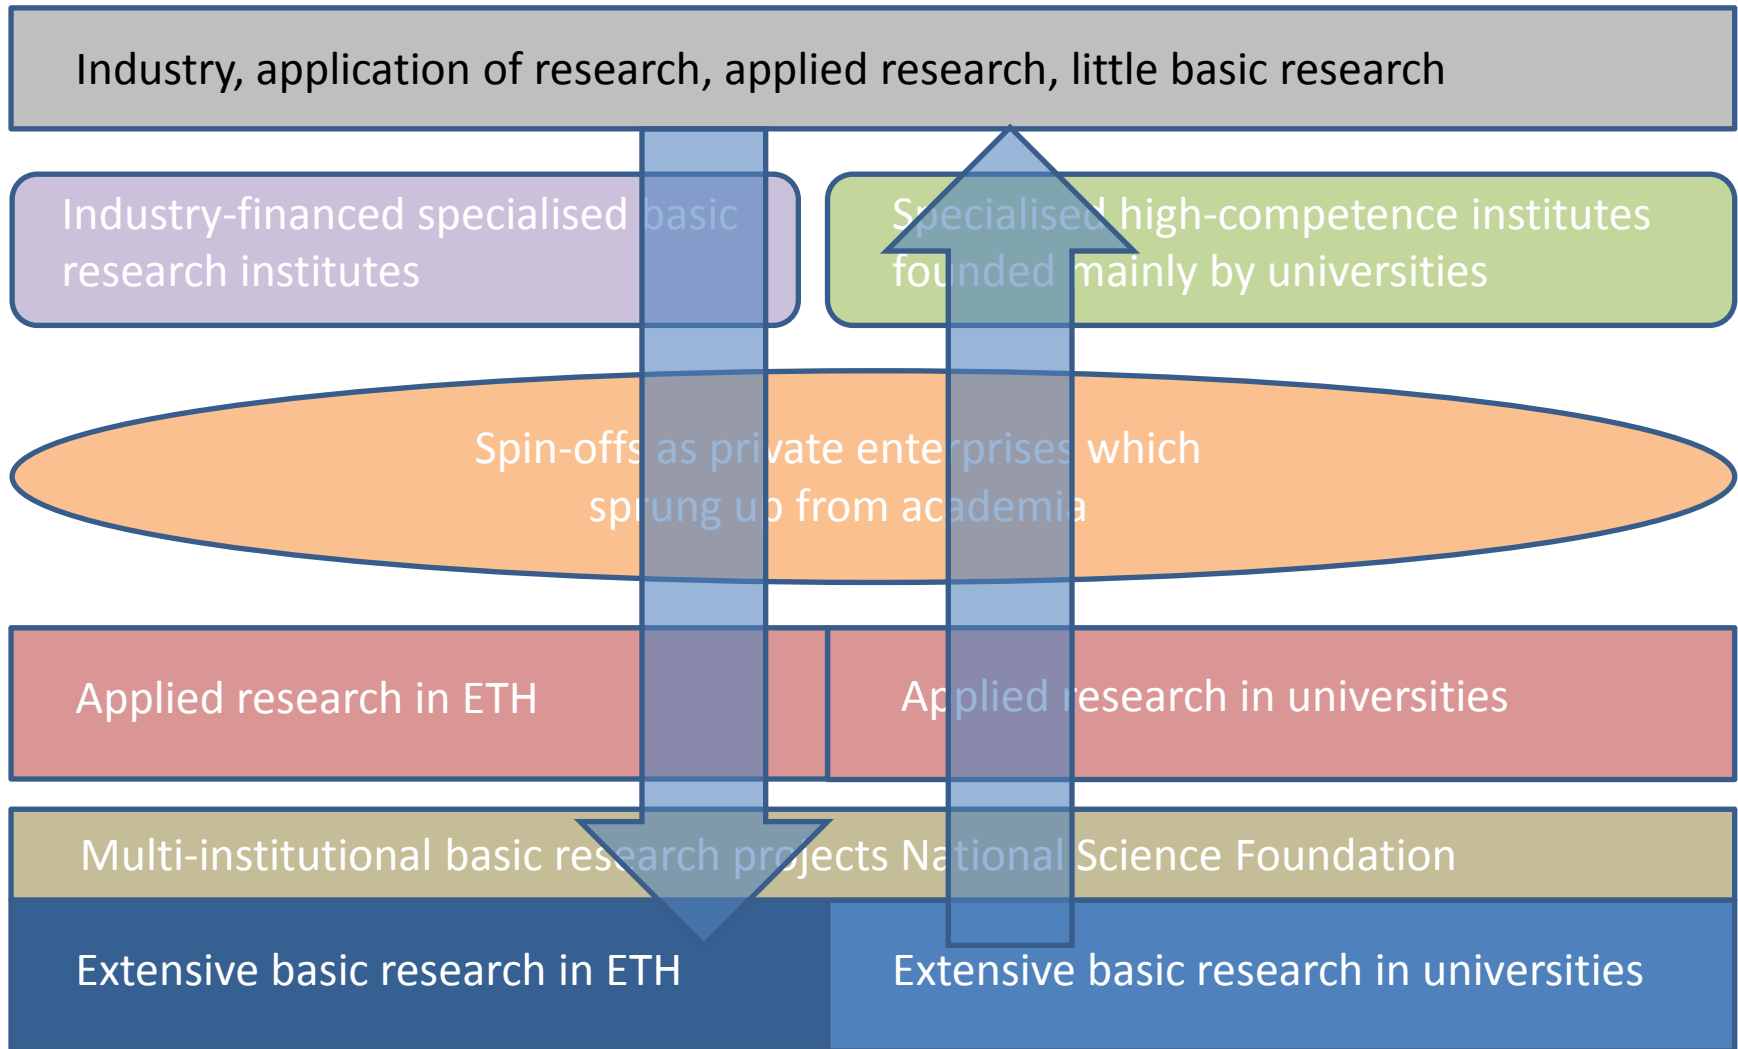 Industry, application of research, applied research, little basic research
Industry-financed specialised basic
research institutes
Specialised high-competence institutes
founded mainly by universities
Spin-offs as private enterprises which
sprung up from academia
Applied research in ETH
Applied research in universities
Multi-institutional basic research projects National Science Foundation
Extensive basic research in ETH
Extensive basic research in universities